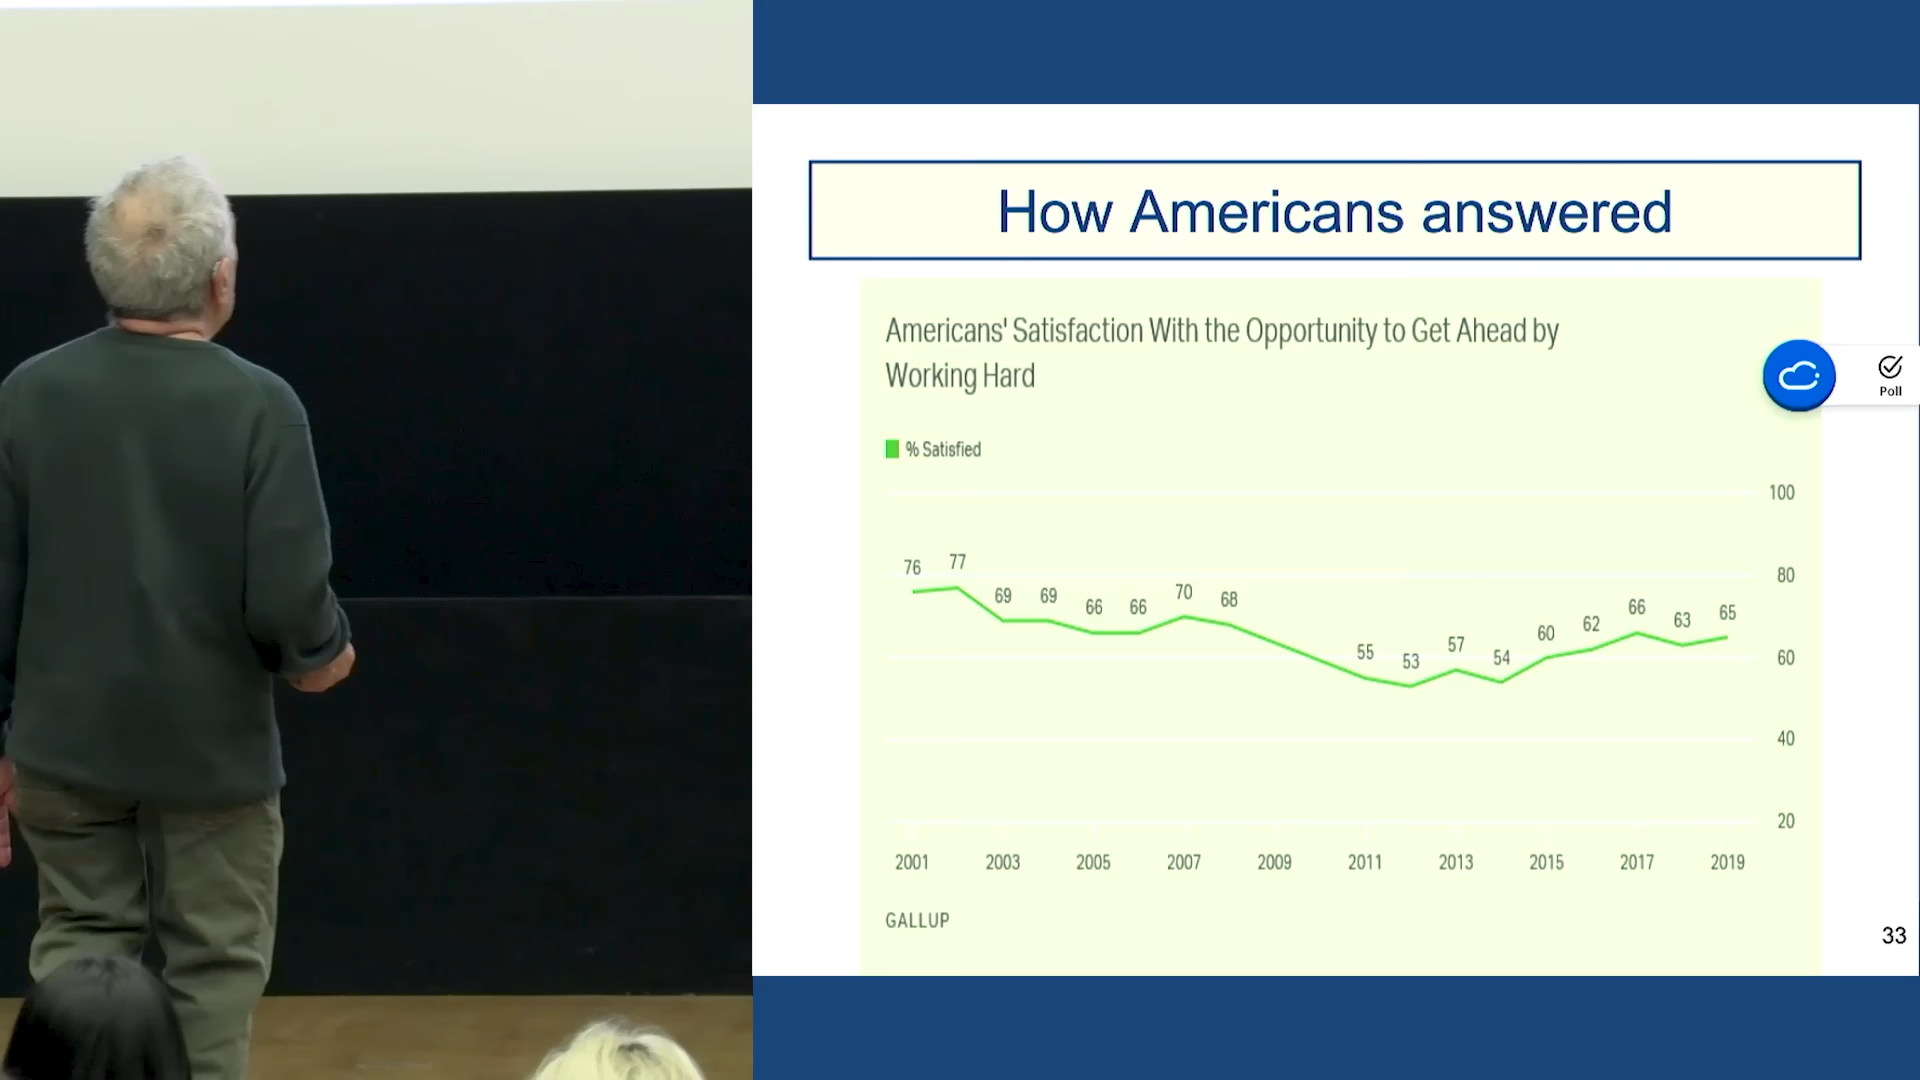 How Americans answered
Americans' Satisfaction With the Opportunity to Get Ahead by
Working Hard
Poll
% Satisfied
100
76 77 69 69 66 66 70 68 55 53 57 54 60 62 66 63 65
80
60
40
20
2001 2003 2005 2007 2009 2011 2013 2015 2017 2019
GALLUP
33